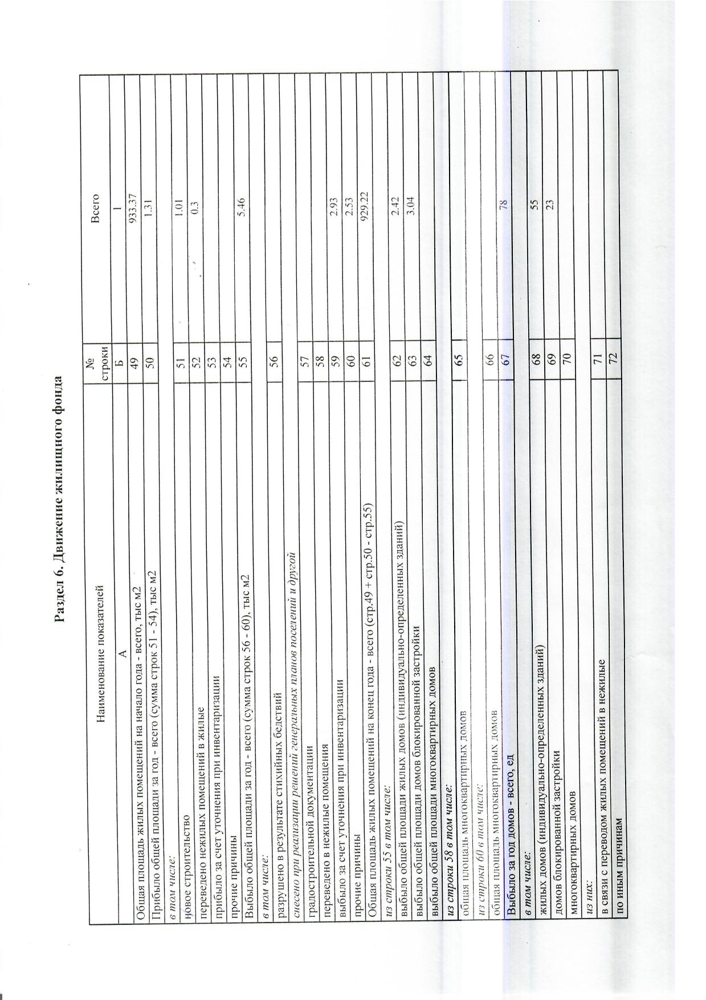 Раздел 6. Движение жилищного фонда
Наименование показателей № строки Всего
А Б 1
Общая площадь жилых помещений на начало года - всего, тыс м2 49 933.37
Прибыло общей площади за год - всего (сумма строк 51 - 54), тыс м2 50 1.31
в том числе:
новое строительство 51 1.01
переведено нежилых помещений в жилые 52 0.3
прибыло за счет уточнения при инвентаризации 53
прочие причины 54
Выбыло общей площади за год - всего (сумма строк 56 - 60), тыс м2 55 5.46
в том числе:
разрушено в результате стихийных бедствий 56
снесено при реализации решений генеральных планов поселений и другой
градостроительной документации 57
переведено в нежилые помещения 58
выбыло за счет уточнения при инвентаризации 59 2.93
прочие причины 60 2.53
Общая площадь жилых помещений на конец года - всего (стр.49 + стр.50 - стр.55) 61 929.22
из строки 55 в том числе:
выбыло общей площади жилых домов (индивидуально-определенных зданий) 62 2.42
выбыло общей площади домов блокированной застройки 63 3.04
выбыло общей площади многоквартирных домов 64
из строки 58 в том числе:
общая площадь многоквартирных домов 65
из строки 60 в том числе:
общая площадь многоквартирных домов 66
Выбыло за год домов - всего, ед 67 78
в том числе:
жилых домов (индивидуально-определенных зданий) 68 55
домов блокированной застройки 69 23
многоквартирных домов 70
из них:
в связи с переводом жилых помещений в нежилые 71
по иным причинам 72